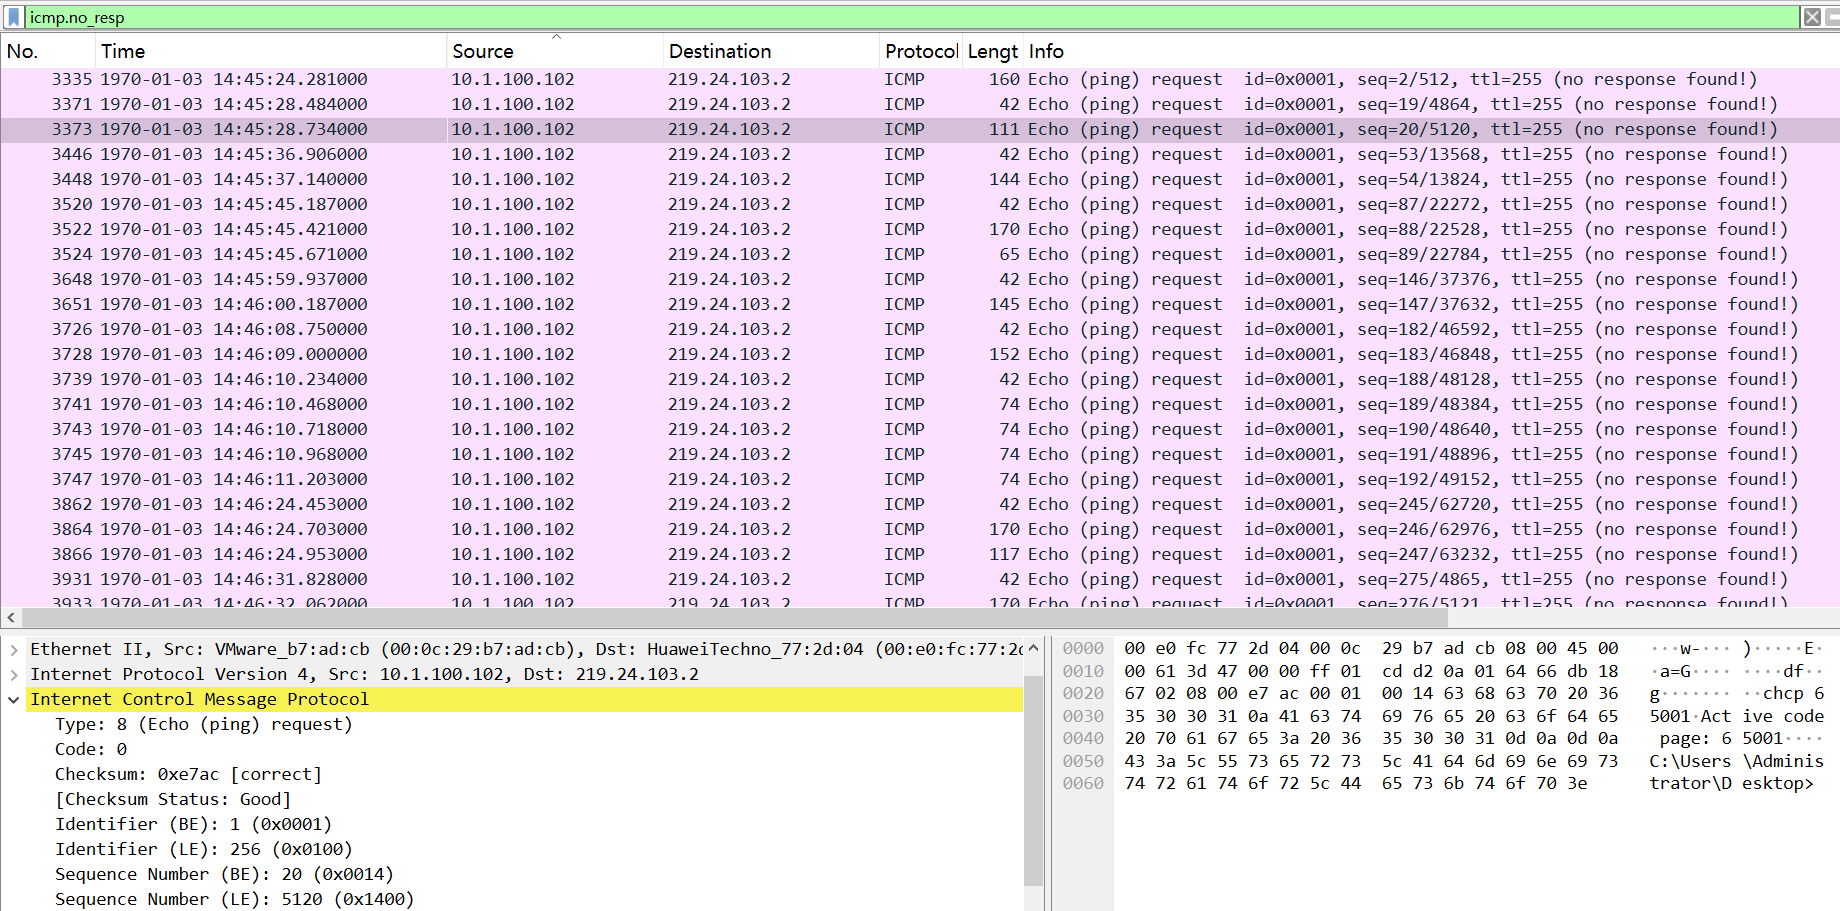 icmp.no_resp
No. Time Source Destination Protocol Lengt Info
3335 1970-01-03 14:45:24.281000 10.1.100.102 219.24.103.2 ICMP 160 Echo (ping) request id=0x0001, seq=2/512, ttl=255 (no response found!)
3371 1970-01-03 14:45:28.484000 10.1.100.102 219.24.103.2 ICMP 42 Echo (ping) request id=0x0001, seq=19/4864, ttl=255 (no response found!)
3373 1970-01-03 14:45:28.734000 10.1.100.102 219.24.103.2 ICMP 111 Echo (ping) request id=0x0001, seq=20/5120, ttl=255 (no response found!)
3446 1970-01-03 14:45:36.906000 10.1.100.102 219.24.103.2 ICMP 42 Echo (ping) request id=0x0001, seq=53/13568, ttl=255 (no response found!)
3448 1970-01-03 14:45:37.140000 10.1.100.102 219.24.103.2 ICMP 144 Echo (ping) request id=0x0001, seq=54/13824, ttl=255 (no response found!)
3520 1970-01-03 14:45:45.187000 10.1.100.102 219.24.103.2 ICMP 42 Echo (ping) request id=0x0001, seq=87/22272, ttl=255 (no response found!)
3522 1970-01-03 14:45:45.421000 10.1.100.102 219.24.103.2 ICMP 170 Echo (ping) request id=0x0001, seq=88/22528, ttl=255 (no response found!)
3524 1970-01-03 14:45:45.671000 10.1.100.102 219.24.103.2 ICMP 65 Echo (ping) request id=0x0001, seq=89/22784, ttl=255 (no response found!)
3648 1970-01-03 14:45:59.937000 10.1.100.102 219.24.103.2 ICMP 42 Echo (ping) request id=0x0001, seq=146/37376, ttl=255 (no response found!)
3651 1970-01-03 14:46:00.187000 10.1.100.102 219.24.103.2 ICMP 145 Echo (ping) request id=0x0001, seq=147/37632, ttl=255 (no response found!)
3726 1970-01-03 14:46:08.750000 10.1.100.102 219.24.103.2 ICMP 42 Echo (ping) request id=0x0001, seq=182/46592, ttl=255 (no response found!)
3728 1970-01-03 14:46:09.000000 10.1.100.102 219.24.103.2 ICMP 152 Echo (ping) request id=0x0001, seq=183/46848, ttl=255 (no response found!)
3739 1970-01-03 14:46:10.234000 10.1.100.102 219.24.103.2 ICMP 42 Echo (ping) request id=0x0001, seq=188/48128, ttl=255 (no response found!)
3741 1970-01-03 14:46:10.468000 10.1.100.102 219.24.103.2 ICMP 74 Echo (ping) request id=0x0001, seq=189/48384, ttl=255 (no response found!)
3743 1970-01-03 14:46:10.718000 10.1.100.102 219.24.103.2 ICMP 74 Echo (ping) request id=0x0001, seq=190/48640, ttl=255 (no response found!)
3745 1970-01-03 14:46:10.968000 10.1.100.102 219.24.103.2 ICMP 74 Echo (ping) request id=0x0001, seq=191/48896, ttl=255 (no response found!)
3747 1970-01-03 14:46:11.203000 10.1.100.102 219.24.103.2 ICMP 74 Echo (ping) request id=0x0001, seq=192/49152, ttl=255 (no response found!)
3862 1970-01-03 14:46:24.453000 10.1.100.102 219.24.103.2 ICMP 42 Echo (ping) request id=0x0001, seq=245/62720, ttl=255 (no response found!)
3864 1970-01-03 14:46:24.703000 10.1.100.102 219.24.103.2 ICMP 170 Echo (ping) request id=0x0001, seq=246/62976, ttl=255 (no response found!)
3866 1970-01-03 14:46:24.953000 10.1.100.102 219.24.103.2 ICMP 117 Echo (ping) request id=0x0001, seq=247/63232, ttl=255 (no response found!)
3931 1970-01-03 14:46:31.828000 10.1.100.102 219.24.103.2 ICMP 42 Echo (ping) request id=0x0001, seq=275/4865, ttl=255 (no response found!)
3933 1970-01-03 14:46:32.062000 10.1.100.102 219.24.103.2 ICMP 170 Echo (ping) request id=0x0001, seq=276/5121, ttl=255 (no response found!)
Ethernet II, Src: VMware_b7:ad:cb (00:0c:29:b7:ad:cb), Dst: HuaweiTechno_77:2d:04 (00:e0:fc:77:2d
Internet Protocol Version 4, Src: 10.1.100.102, Dst: 219.24.103.2
Internet Control Message Protocol
Type: 8 (Echo (ping) request)
Code: 0
Checksum: 0xe7ac [correct]
[Checksum Status: Good]
Identifier (BE): 1 (0x0001)
Identifier (LE): 256 (0x0100)
Sequence Number (BE): 20 (0x0014)
Sequence Number (LE): 5120 (0x1400)
0000 00 e0 fc 77 2d 04 00 0c 29 b7 ad cb 08 00 45 00 ···w-··· )·····E·
0010 00 61 3d 47 00 00 ff 01 cd d2 0a 01 64 66 db 18 ·a=G···· ····df··
0020 67 02 08 00 e7 ac 00 01 00 14 63 68 63 70 20 36 g······· ··chcp 6
0030 35 30 30 31 0a 41 63 74 69 76 65 20 63 6f 64 65 5001·Act ive code
0040 20 70 61 67 65 3a 20 36 35 30 30 31 0d 0a 0d 0a page: 6 5001····
0050 43 3a 5c 55 73 65 72 73 5c 41 64 6d 69 6e 69 73 C:\Users \Adminis
0060 74 72 61 74 6f 72 5c 44 65 73 6b 74 6f 70 3e trator\D esktop>